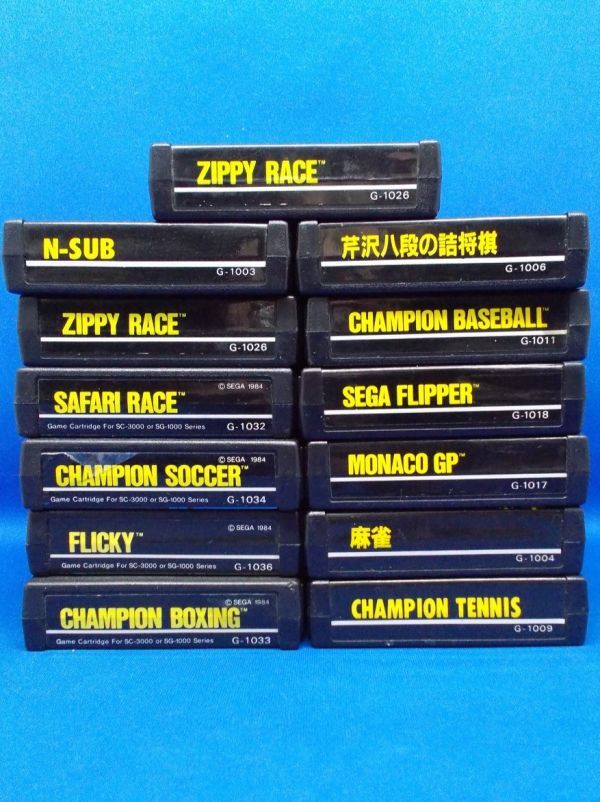 ZIPPY RACE™
G-1026
N-SUB
G-1003
芹沢八段の詰将棋
G-1006
ZIPPY RACE™
G-1026
CHAMPION BASEBALL™
G-1011
© SEGA 1984
SAFARI RACE™
Game Cartridge For SC-3000 or SG-1000 Series G-1032
SEGA FLIPPER™
G-1018
© SEGA 1984
CHAMPION SOCCER™
Game Cartridge For SC-3000 or SG-1000 Series G-1034
MONACO GP™
G-1017
© SEGA 1984
FLICKY™
Game Cartridge For SC-3000 or SG-1000 Series G-1036
麻雀
G-1004
© SEGA 1984
CHAMPION BOXING™
Game Cartridge For SC-3000 or SG-1000 Series G-1033
CHAMPION TENNIS
G-1009